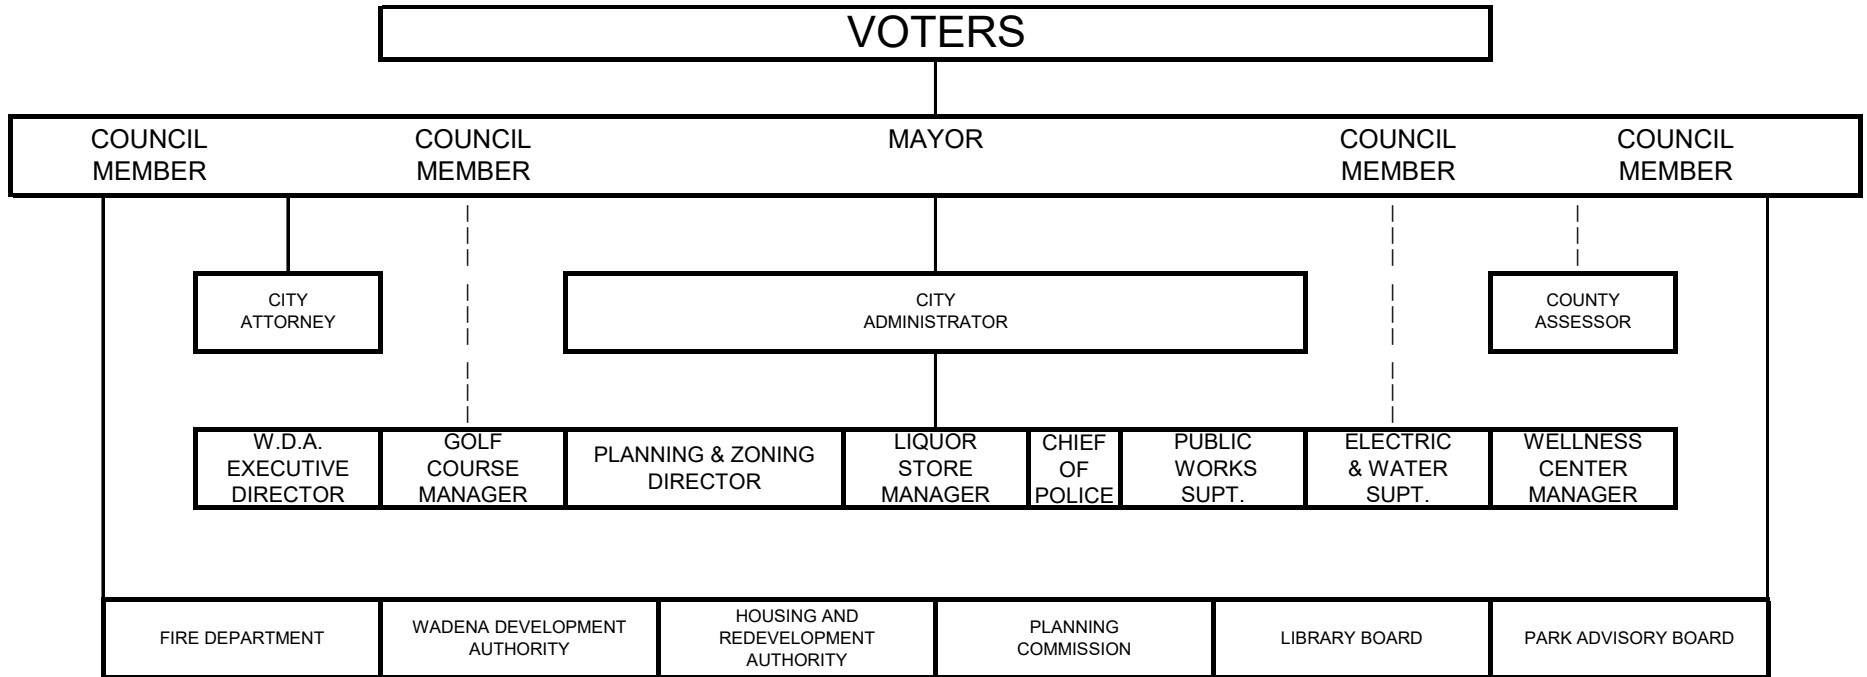 VOTERS
COUNCIL
MEMBER
COUNCIL
MEMBER
MAYOR
COUNCIL
MEMBER
COUNCIL
MEMBER
CITY
ATTORNEY
CITY
ADMINISTRATOR
COUNTY
ASSESSOR
W.D.A.
EXECUTIVE
DIRECTOR
GOLF
COURSE
MANAGER
PLANNING & ZONING
DIRECTOR
LIQUOR
STORE
MANAGER
CHIEF
OF
POLICE
PUBLIC
WORKS
SUPT.
ELECTRIC
& WATER
SUPT.
WELLNESS
CENTER
MANAGER
FIRE DEPARTMENT
WADENA DEVELOPMENT
AUTHORITY
HOUSING AND
REDEVELOPMENT
AUTHORITY
PLANNING
COMMISSION
LIBRARY BOARD
PARK ADVISORY BOARD